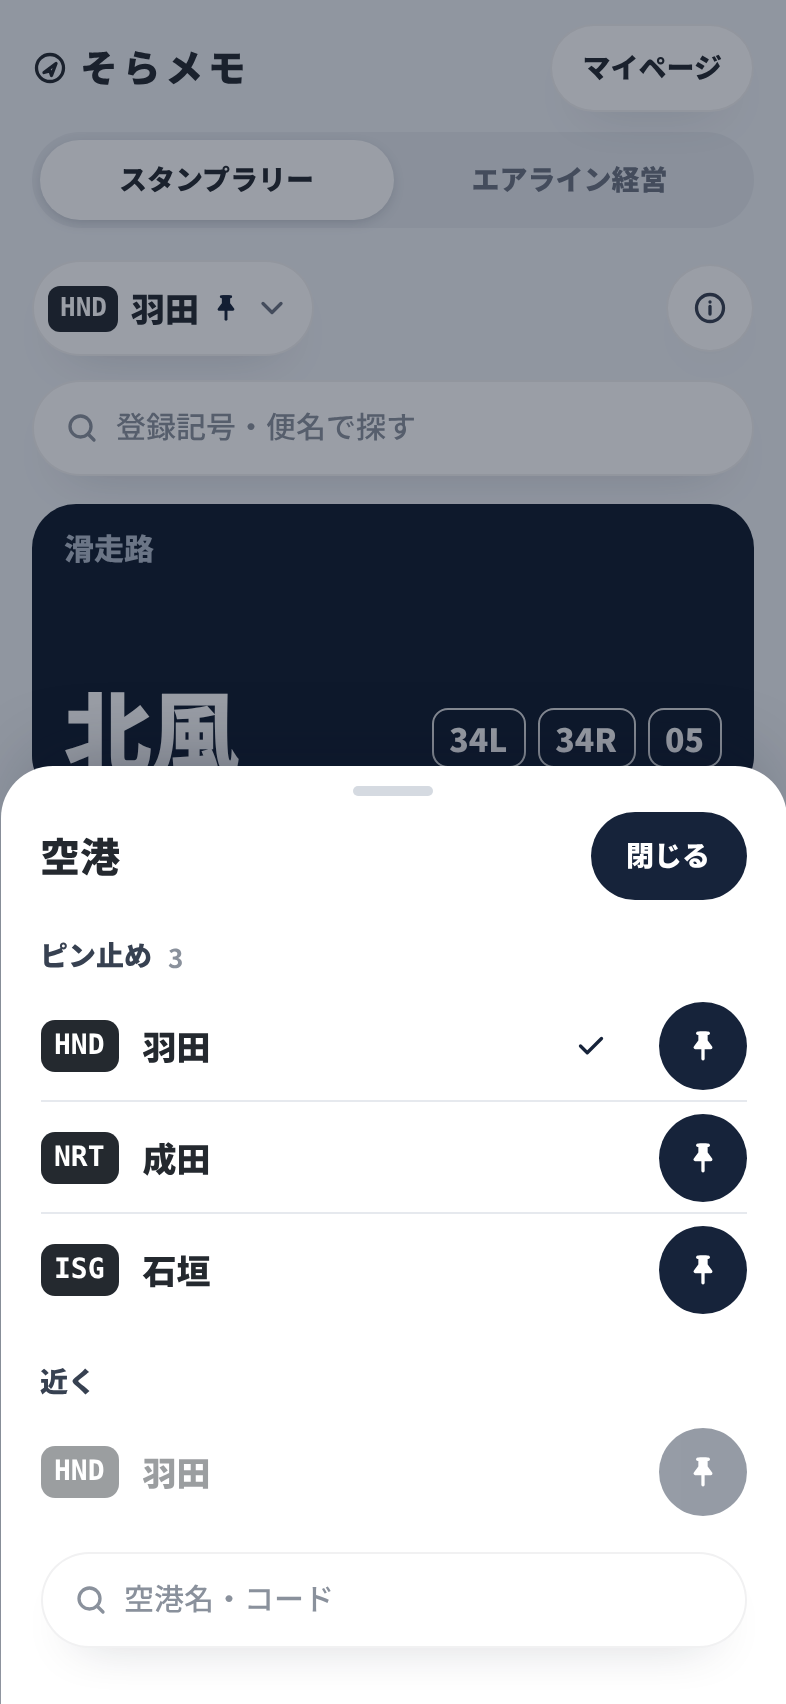 そらメモ
マイページ
スタンプラリー
エアライン経営
HND 羽田
登録記号・便名で探す
滑走路
北風
34L 34R 05
空港
閉じる
ピン止め 3
HND 羽田
NRT 成田
ISG 石垣
近く
HND 羽田
空港名・コード